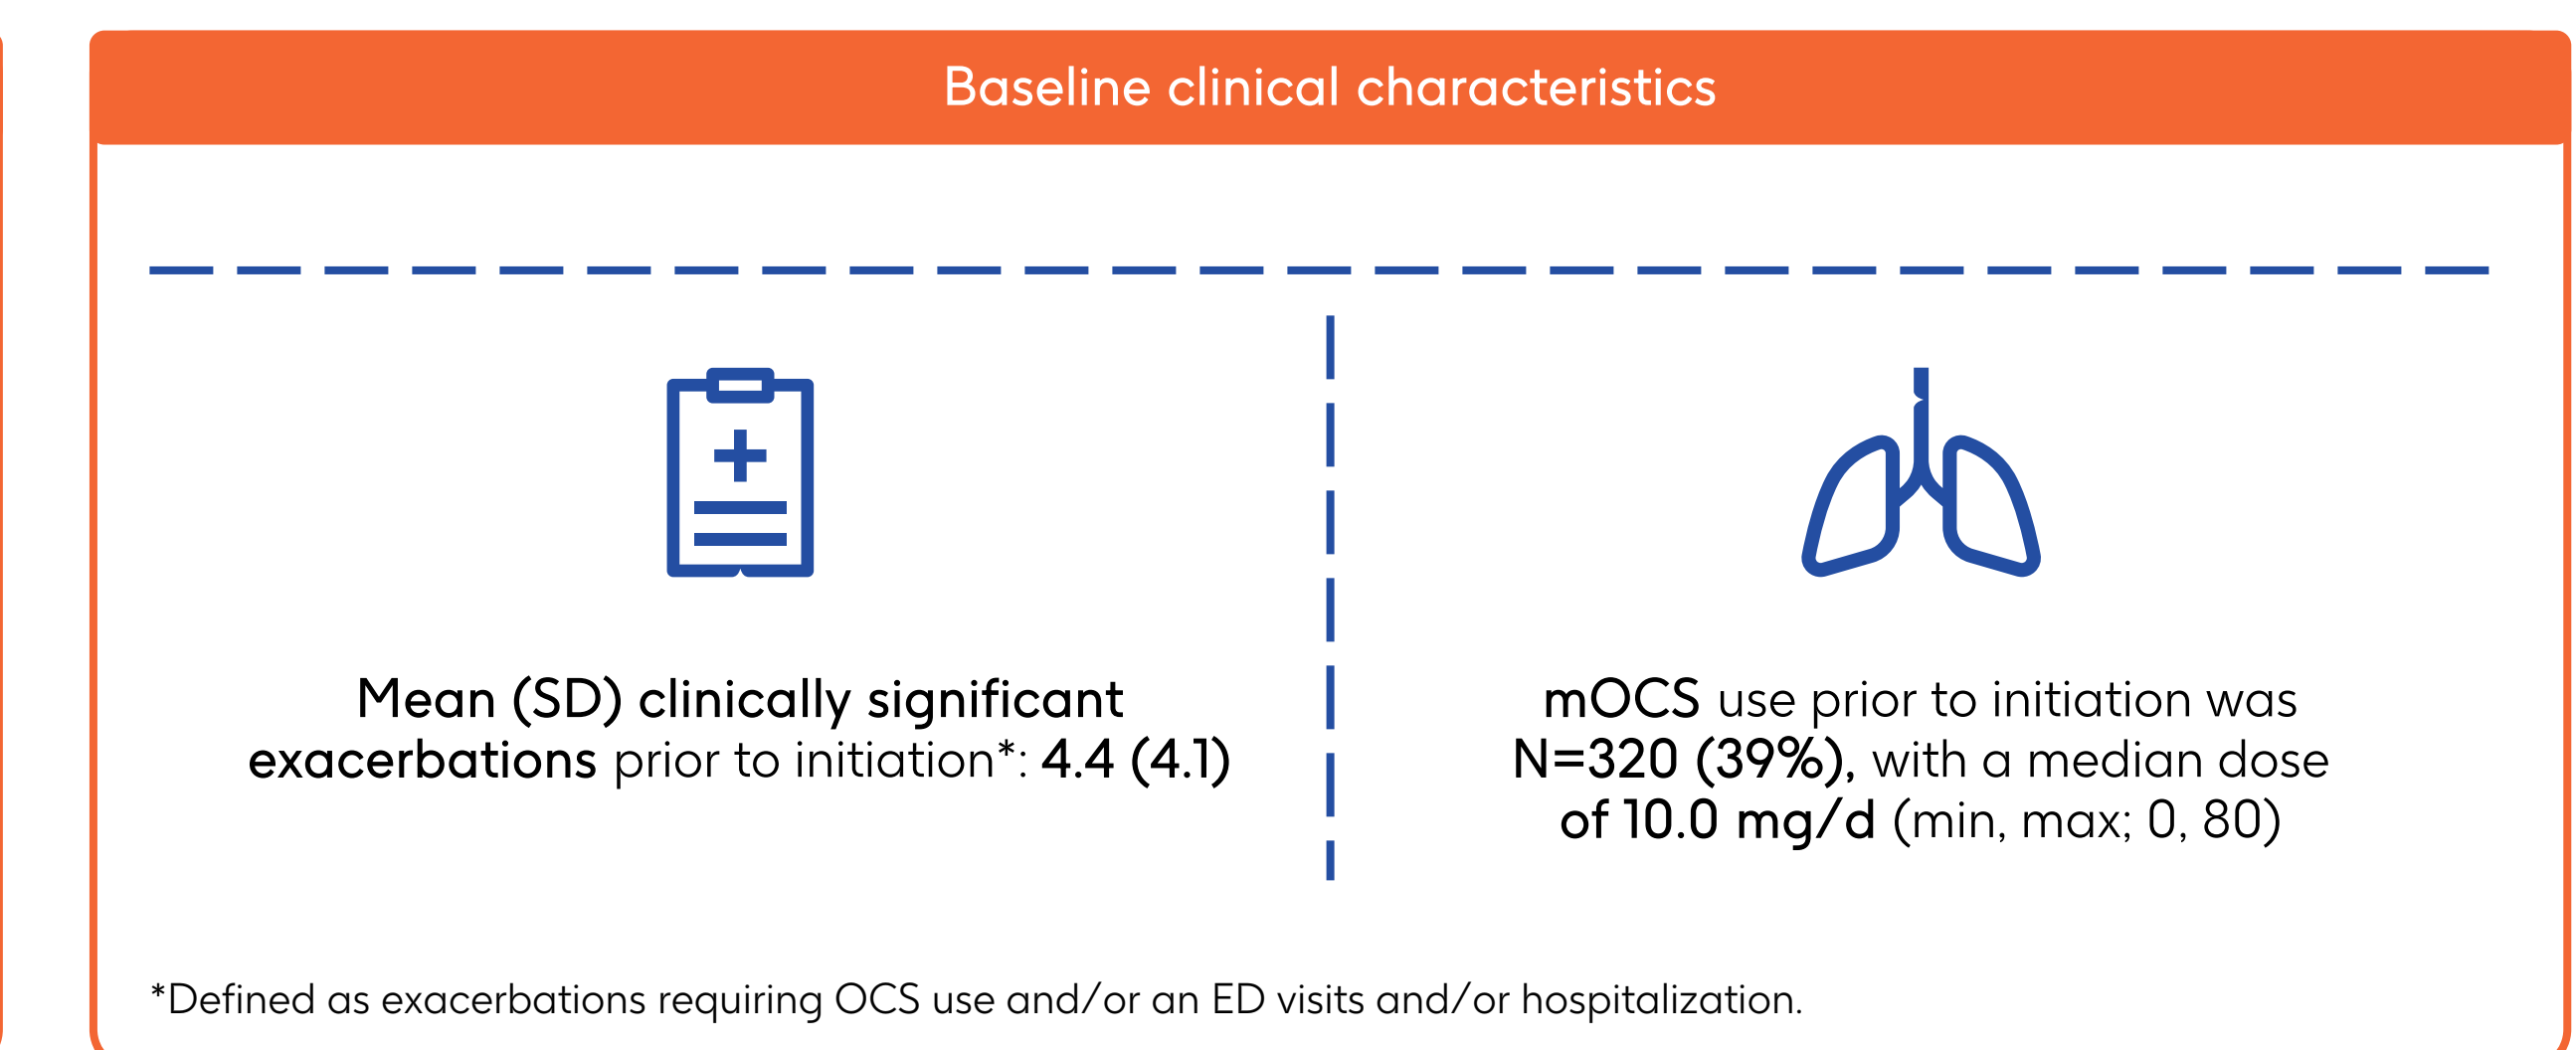 Baseline clinical characteristics
Mean (SD) clinically significant
exacerbations prior to initiation*: 4.4 (4.1)
mOCS use prior to initiation was
N=320 (39%), with a median dose
of 10.0 mg/d (min, max; 0, 80)
*Defined as exacerbations requiring OCS use and/or an ED visits and/or hospitalization.